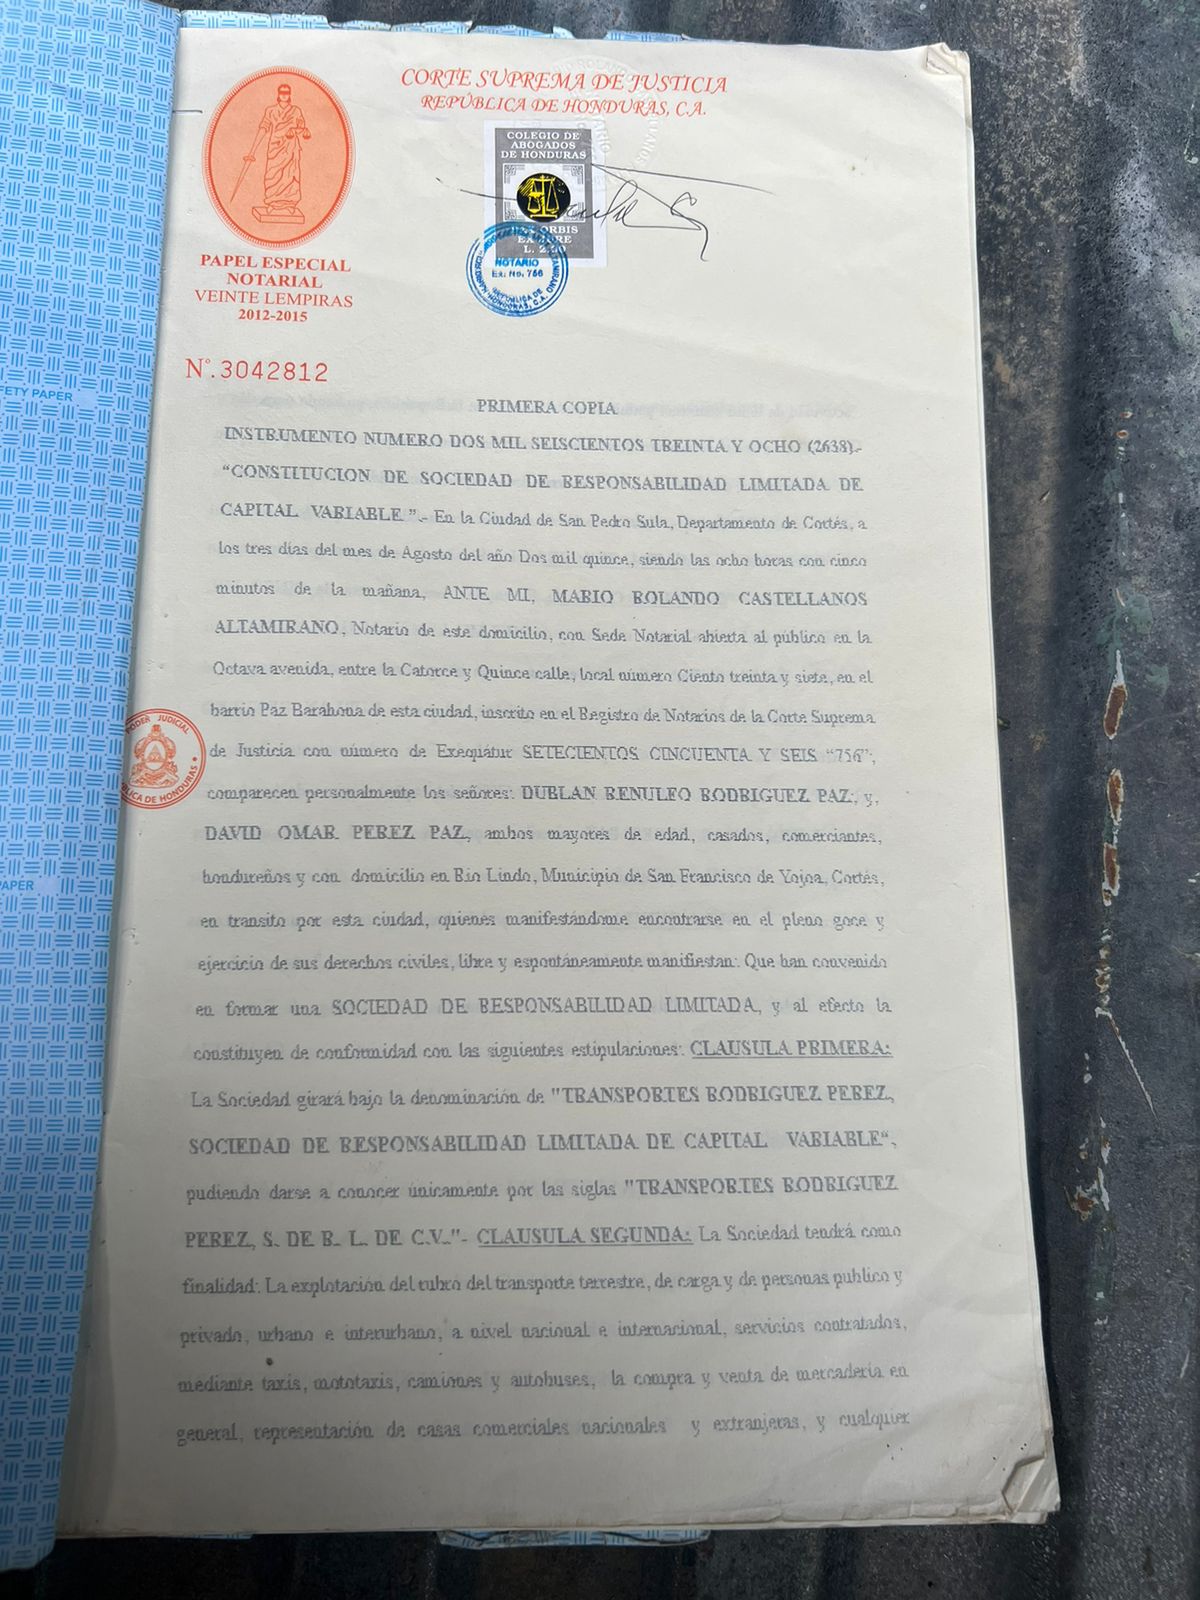 CORTE SUPREMA DE JUSTICIA
REPÚBLICA DE HONDURAS, C.A.
COLEGIO DE
ABOGADOS
DE HONDURAS
NOTARIO
Ex. No. 756
PAPEL ESPECIAL
NOTARIAL
VEINTE LEMPIRAS
2012-2015
N°.3042812
FETY PAPER
PRIMERA COPIA
INSTRUMENTO NUMERO DOS MIL SEISCIENTOS TREINTA Y OCHO (2638).-
“CONSTITUCION DE SOCIEDAD DE RESPONSABILIDAD LIMITADA DE
CAPITAL VARIABLE ”.- En la Ciudad de San Pedro Sula, Departamento de Cortés, a
los tres días del mes de Agosto del año Dos mil quince, siendo las ocho horas con cinco
minutos de la mañana, ANTE MI, MARIO ROLANDO CASTELLANOS
ALTAMIRANO, Notario de este domicilio, con Sede Notarial abierta al público en la
Octava avenida, entre la Catorce y Quince calle, local número Ciento treinta y siete, en el
barrio Paz Barahona de esta ciudad, inscrito en el Registro de Notarios de la Corte Suprema
PODER JUDICIAL
de Justicia con número de Exequátur SETECIENTOS CINCUENTA Y SEIS “756”;
BLICA DE HONDURAS
comparecen personalmente los señores: DUBLAN RENULFO RODRIGUEZ PAZ; y,
DAVID OMAR PEREZ PAZ, ambos mayores de edad, casados, comerciantes,
hondureños y con domicilio en Rio Lindo, Municipio de San Francisco de Yojoa, Cortés,
APER
en transito por esta ciudad, quienes manifestándome encontrarse en el pleno goce y
ejercicio de sus derechos civiles, libre y espontáneamente manifiestan: Que han convenido
en formar una SOCIEDAD DE RESPONSABILIDAD LIMITADA, y al efecto la
constituyen de conformidad con las siguientes estipulaciones: CLAUSULA PRIMERA:
La Sociedad girará bajo la denominación de "TRANSPORTES RODRIGUEZ PEREZ,
SOCIEDAD DE RESPONSABILIDAD LIMITADA DE CAPITAL VARIABLE“,
pudiendo darse a conocer únicamente por las siglas "TRANSPORTES RODRIGUEZ
PEREZ, S. DE R. L. DE C.V."- CLAUSULA SEGUNDA: La Sociedad tendrá como
finalidad: La explotación del rubro del transporte terrestre, de carga y de personas publico y
privado, urbano e interurbano, a nivel nacional e internacional, servicios contratados,
mediante taxis, mototaxis, camiones y autobuses, la compra y venta de mercadería en
general, representación de casas comerciales nacionales y extranjeras, y cualquier